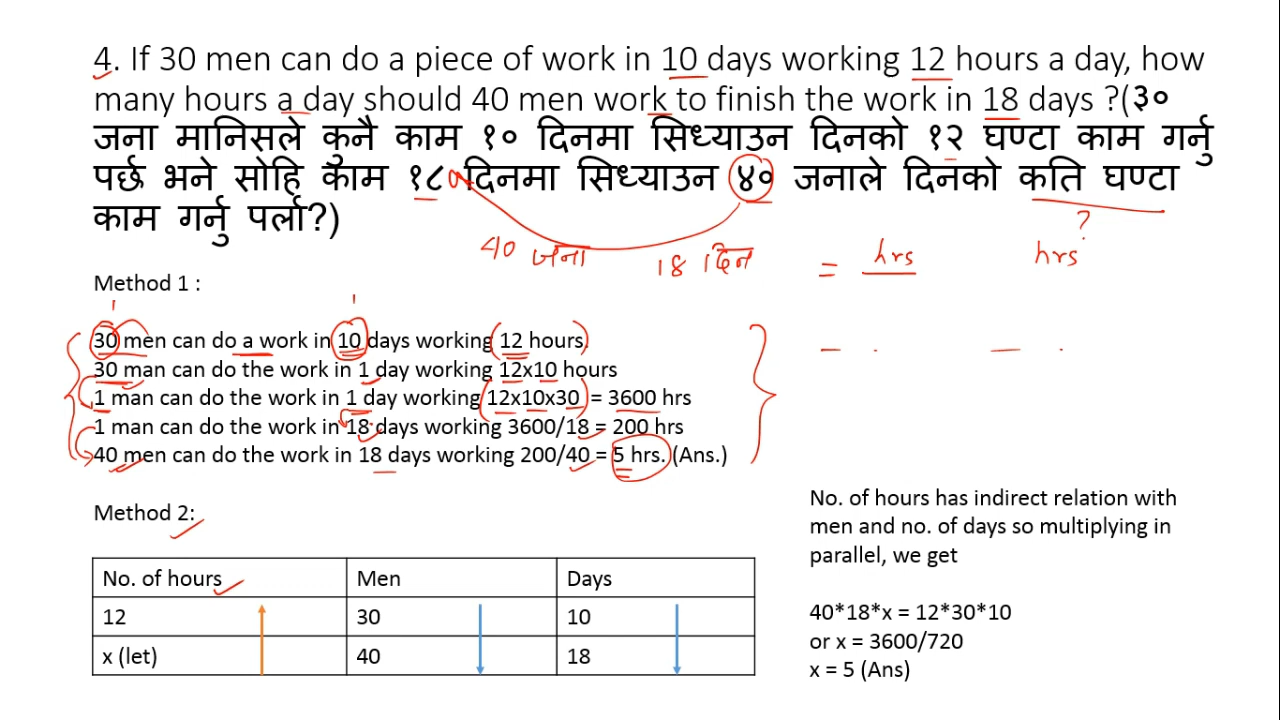 4. If 30 men can do a piece of work in 10 days working 12 hours a day, how
many hours a day should 40 men work to finish the work in 18 days ?(३०
जना मानिसले कुनै काम १० दिनमा सिध्याउन दिनको १२ घण्टा काम गर्नु
पर्छ भने सोहि काम १८ दिनमा सिध्याउन ४० जनाले दिनको कति घण्टा
काम गर्नु पर्ला?)
?
40 जना 18 दिन = hrs hrs
Method 1 :
30 men can do a work in 10 days working 12 hours
30 man can do the work in 1 day working 12x10 hours
1 man can do the work in 1 day working 12x10x30 = 3600 hrs
1 man can do the work in 18 days working 3600/18 = 200 hrs
40 men can do the work in 18 days working 200/40 = 5 hrs. (Ans.)
Method 2:
No. of hours Men Days
12 30 10
x (let) 40 18
No. of hours has indirect relation with
men and no. of days so multiplying in
parallel, we get
40*18*x = 12*30*10
or x = 3600/720
x = 5 (Ans)